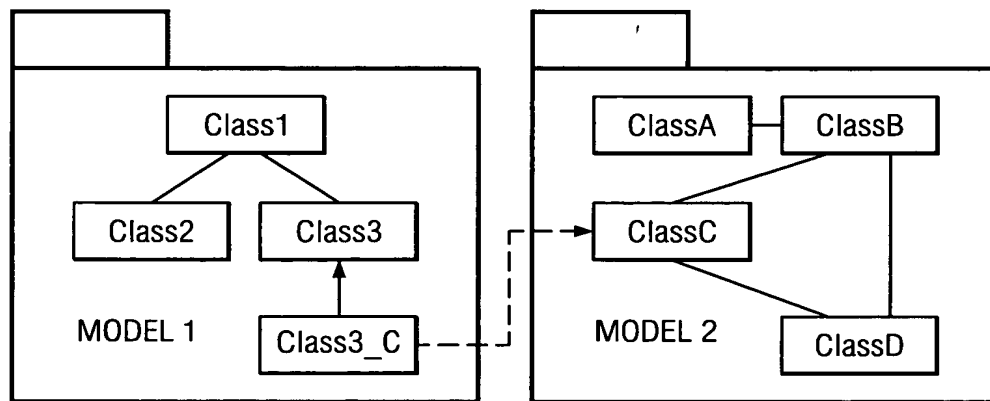 Class1
Class2
Class3
MODEL 1
Class3_C
ClassA
ClassB
ClassC
MODEL 2
ClassD